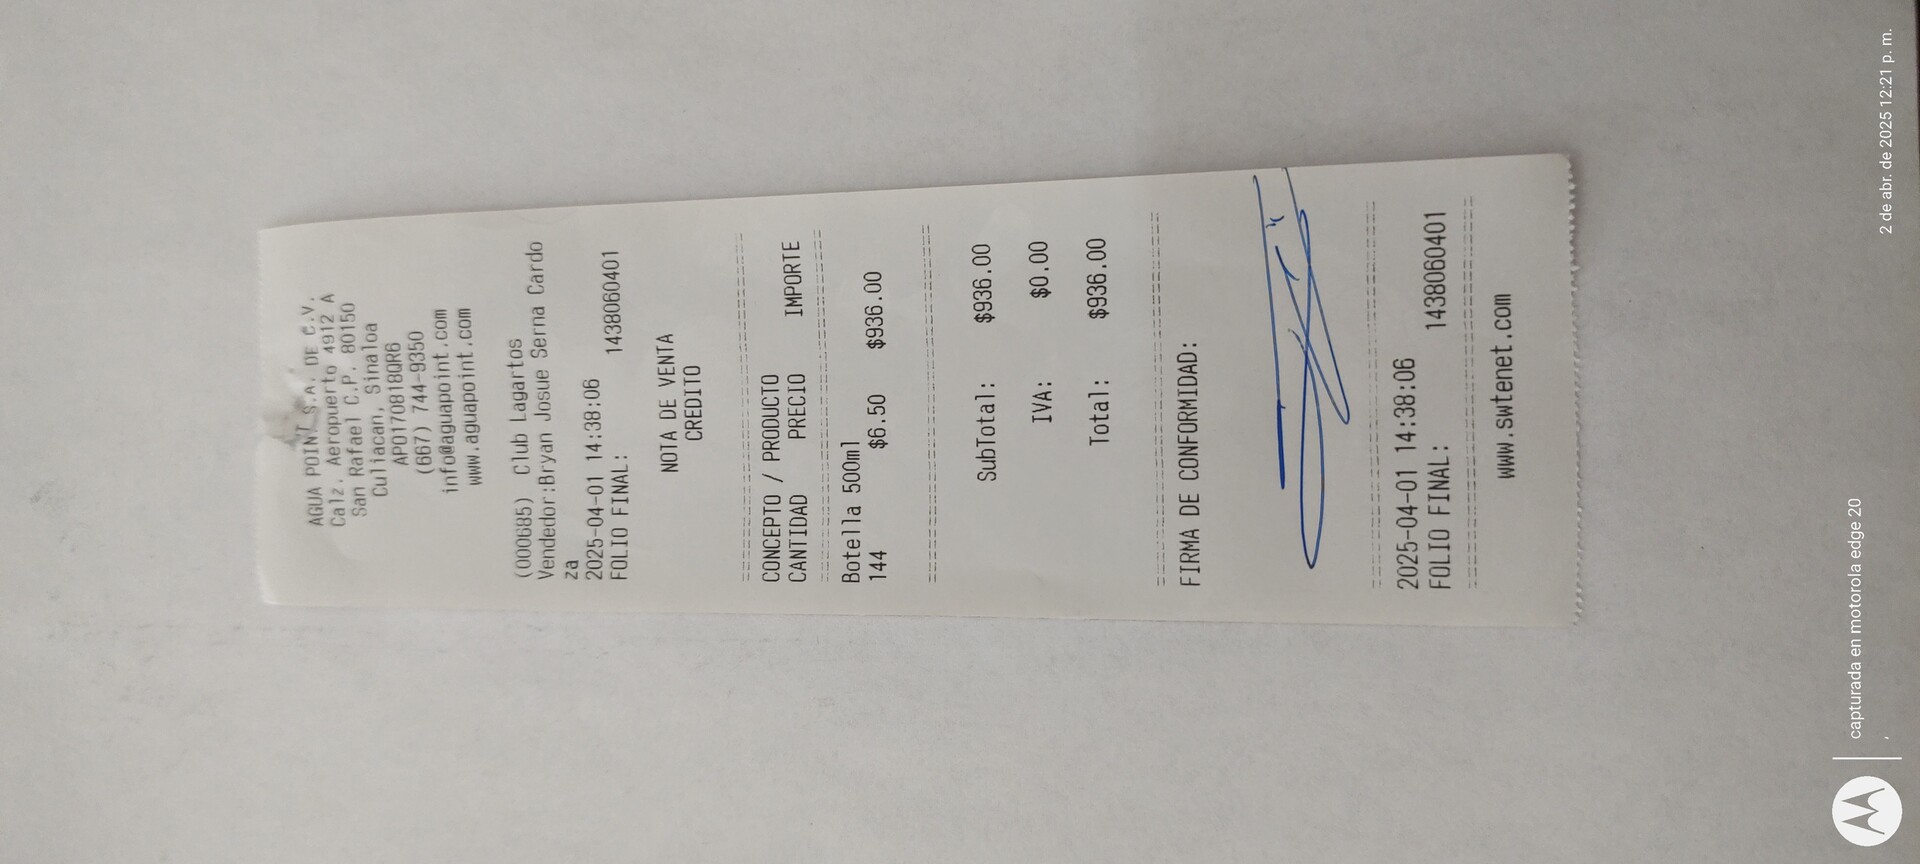 AGUA POINT S.A. DE C.V.
Calz. Aeropuerto 4912 A
San Rafael C.P. 80150
Culiacan, Sinaloa
APO170818QR6
(667) 744-9350
info@aguapoint.com
www.aguapoint.com
(000685) Club Lagartos
Vendedor:Bryan Josue Serna Cardo
za
2025-04-01 14:38:06
FOLIO FINAL: 1438060401
NOTA DE VENTA
CREDITO
CONCEPTO / PRODUCTO
CANTIDAD PRECIO IMPORTE
Botella 500ml
144 $6.50 $936.00
SubTotal: $936.00
IVA: $0.00
Total: $936.00
FIRMA DE CONFORMIDAD:
2025-04-01 14:38:06
FOLIO FINAL: 1438060401
www.swtenet.com
capturada en motorola edge 20
,
2 de abr. de 2025 12:21 p. m.